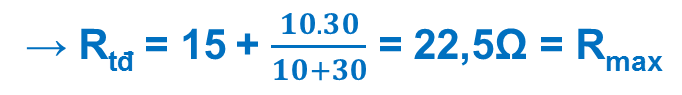 → Rtđ = 15 + 10.30/10+30 = 22,5Ω = Rmax